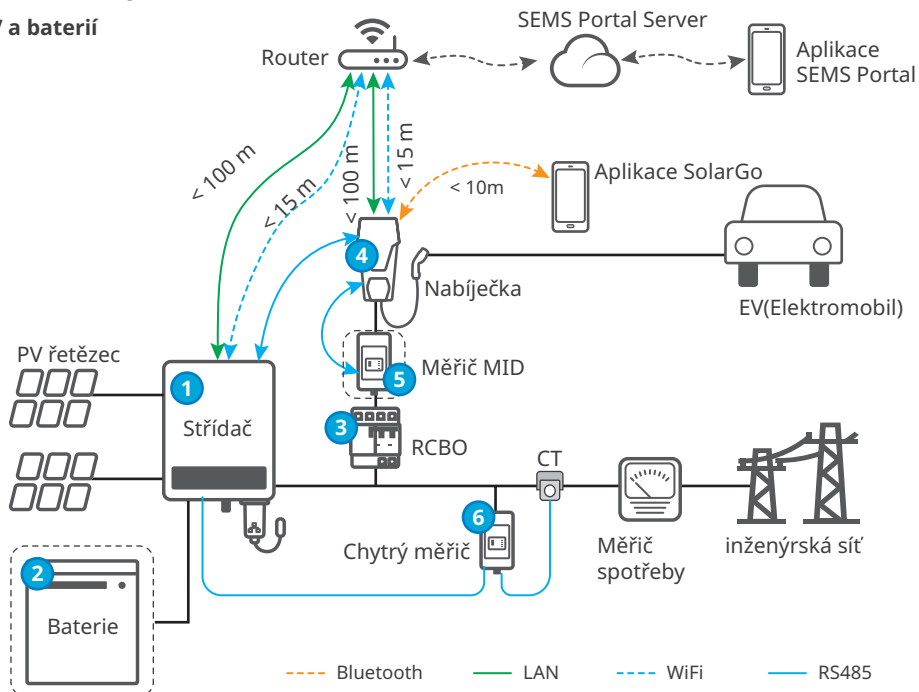 a baterií
SEMS Portal Server
Router
Aplikace
SEMS Portal
< 100 m
< 15 m
< 100 m
< 15 m
< 10m
Aplikace SolarGo
4
Nabíječka
EV(Elektromobil)
PV řetězec
1
Střídač
5
Měřič MID
3
RCBO
CT
6
Chytrý měřič
Měřič
spotřeby
inženýrská síť
2
Baterie
Bluetooth
LAN
WiFi
RS485